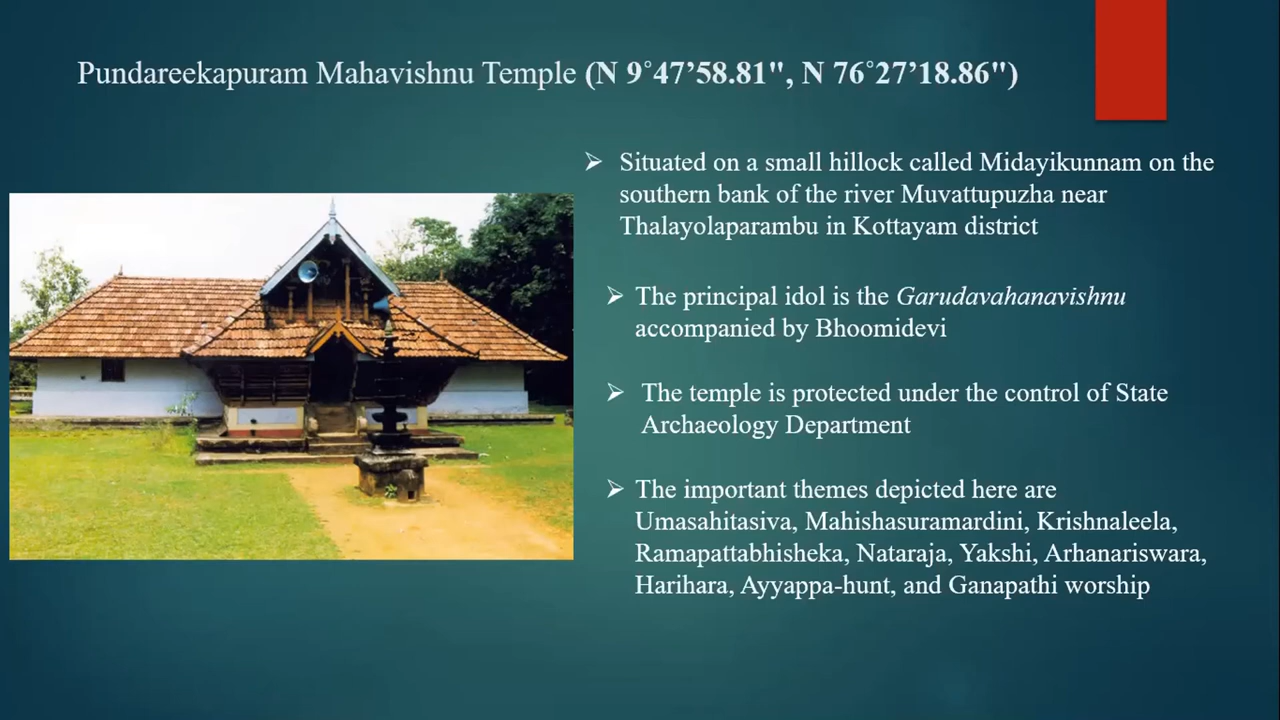 Pundareekapuram Mahavishnu Temple (N 9°47’58.81", N 76°27’18.86")
➢ Situated on a small hillock called Midayikunnam on the
southern bank of the river Muvattupuzha near
Thalayolaparambu in Kottayam district
➢ The principal idol is the Garudavahanavishnu
accompanied by Bhoomidevi
➢ The temple is protected under the control of State
Archaeology Department
➢ The important themes depicted here are
Umasahitasiva, Mahishasuramardini, Krishnaleela,
Ramapattabhisheka, Nataraja, Yakshi, Arhanariswara,
Harihara, Ayyappa-hunt, and Ganapathi worship